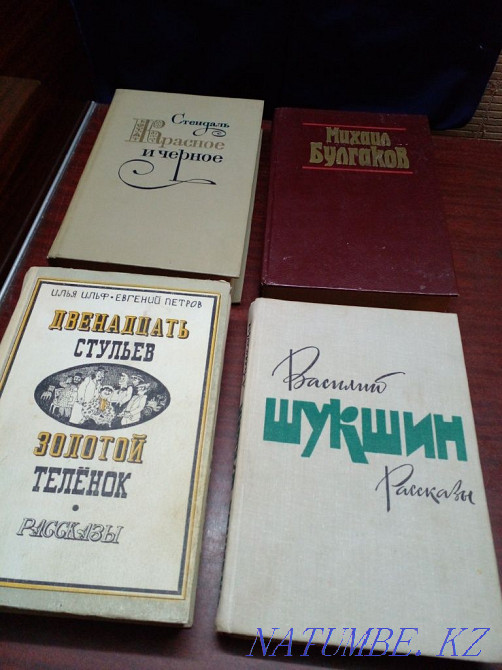 Стендаль
Красное
и черное
Михаил
Булгаков
ИЛЬЯ ИЛЬФ • ЕВГЕНИЙ ПЕТРОВ
ДВЕНАДЦАТЬ
СТУЛЬЕВ
ЗОЛОТОЙ
ТЕЛЁНОК
•
РАССКАЗЫ
Василий
ШУКШИН
Рассказы
NATUMBE.KZ